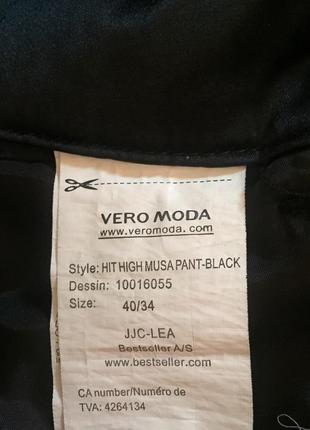 VERO MODA
www.veromoda.com
Style: HIT HIGH MUSA PANT-BLACK
Dessin: 10016055
Size: 40/34
JJC-LEA
Bestseller A/S
www.bestseller.com
CA number/Numéro de
TVA: 4264134